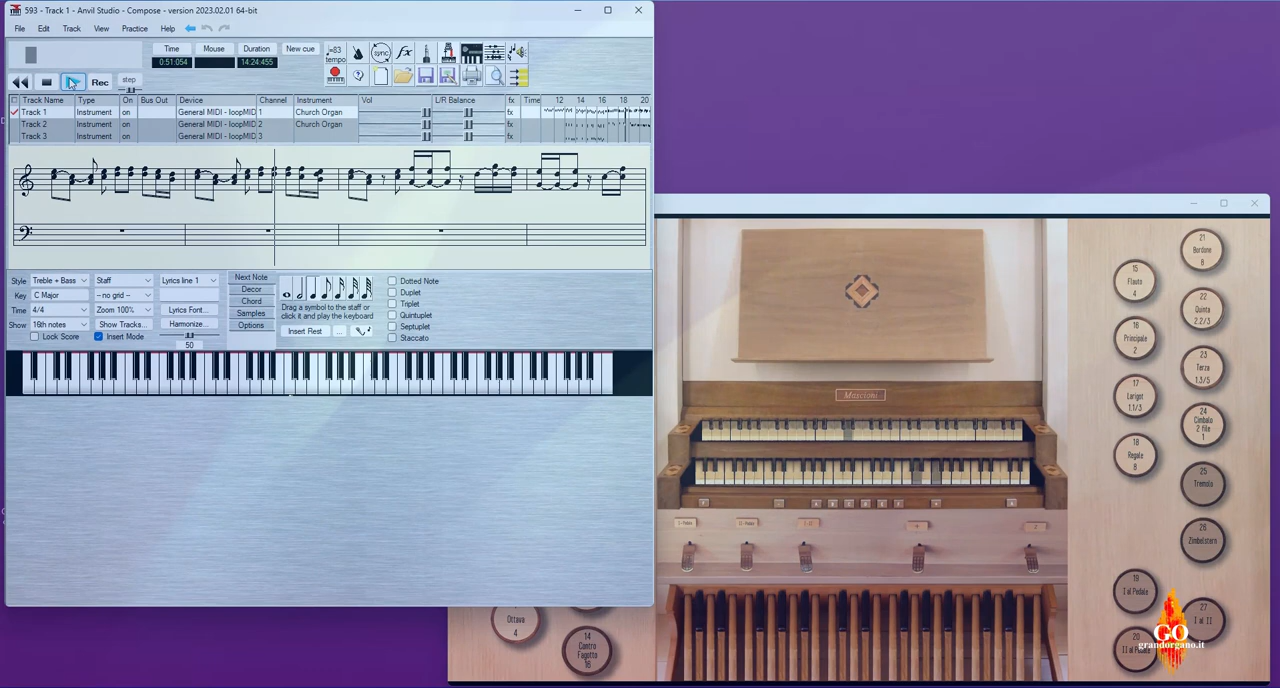 593 - Track 1 - Anvil Studio - Compose - version 2023.02.01 64-bit
File Edit Track View Practice Help
Time Mouse Duration New cue
0:51:054 14:24:455
=83
tempo
sync
fx
Rec
step
Track Name Type On Bus Out Device Channel Instrument Vol L/R Balance fx Time 12 14 16 18 20
Track 1 Instrument on General MIDI - loopMID 1 Church Organ fx
Track 2 Instrument on General MIDI - loopMID 2 Church Organ fx
Track 3 Instrument on General MIDI - loopMID 3 fx
Style Treble + Bass Staff Lyrics line 1
Key C Major -- no grid --
Time 4/4 Zoom 100% Lyrics Font...
Show 16th notes Show Tracks... Harmonize...
Lock Score Insert Mode
50
Next Note
Decor
Chord
Samples
Options
Drag a symbol to the staff or
click it and play the keyboard
Insert Rest ...
Dotted Note
Duplet
Triplet
Quintuplet
Septuplet
Staccato
Mascioni
15
Flauto
4
16
Principale
2
17
Larigot
1.1/3
18
Regale
8
19
I al Pedale
20
II al Pedale
21
Bordone
8
22
Quinta
2.2/3
23
Terza
1.3/5
24
Cimbalo
2 file
1
25
Tremolo
26
Zimbelstern
27
I al II
Ottava
4
14
Contro
Fagotto
16
GO
grandorgano.it